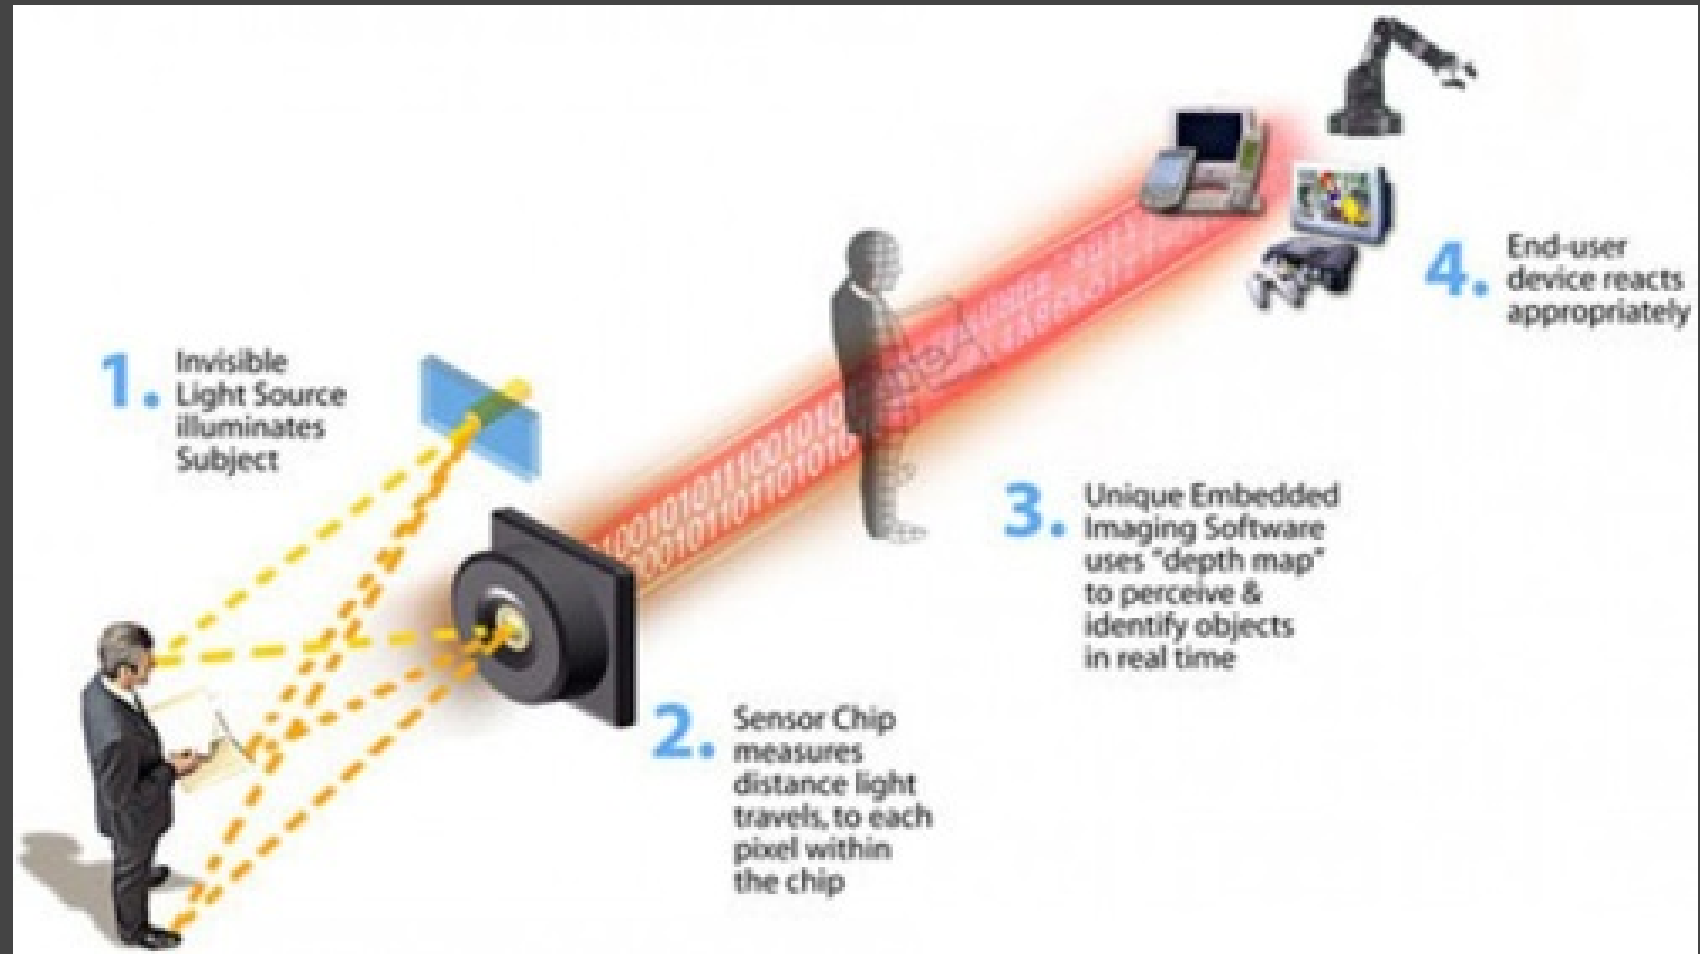 1. Invisible
Light Source
illuminates
Subject
2. Sensor Chip
measures
distance light
travels, to each
pixel within
the chip
3. Unique Embedded
Imaging Software
uses "depth map"
to perceive &
identify objects
in real time
4. End-user
device reacts
appropriately